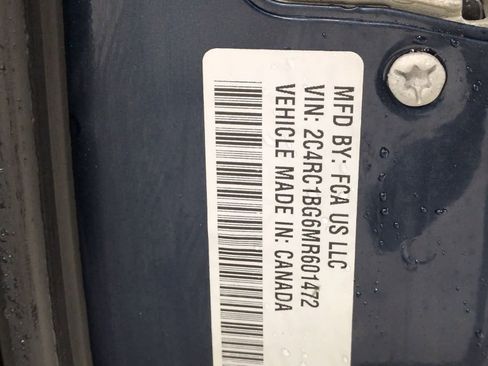 MFD BY: FCA US LLC
VIN: 2C4RC1BG6MR601472
VEHICLE MADE IN: CANADA